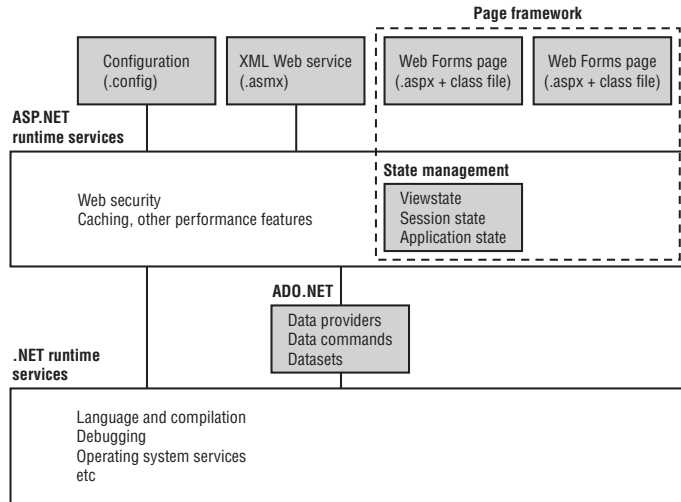 Page framework
Configuration
(.config)
XML Web service
(.asmx)
Web Forms page
(.aspx + class file)
Web Forms page
(.aspx + class file)
ASP.NET
runtime services
State management
Web security
Caching, other performance features
Viewstate
Session state
Application state
ADO.NET
Data providers
Data commands
Datasets
.NET runtime
services
Language and compilation
Debugging
Operating system services
etc